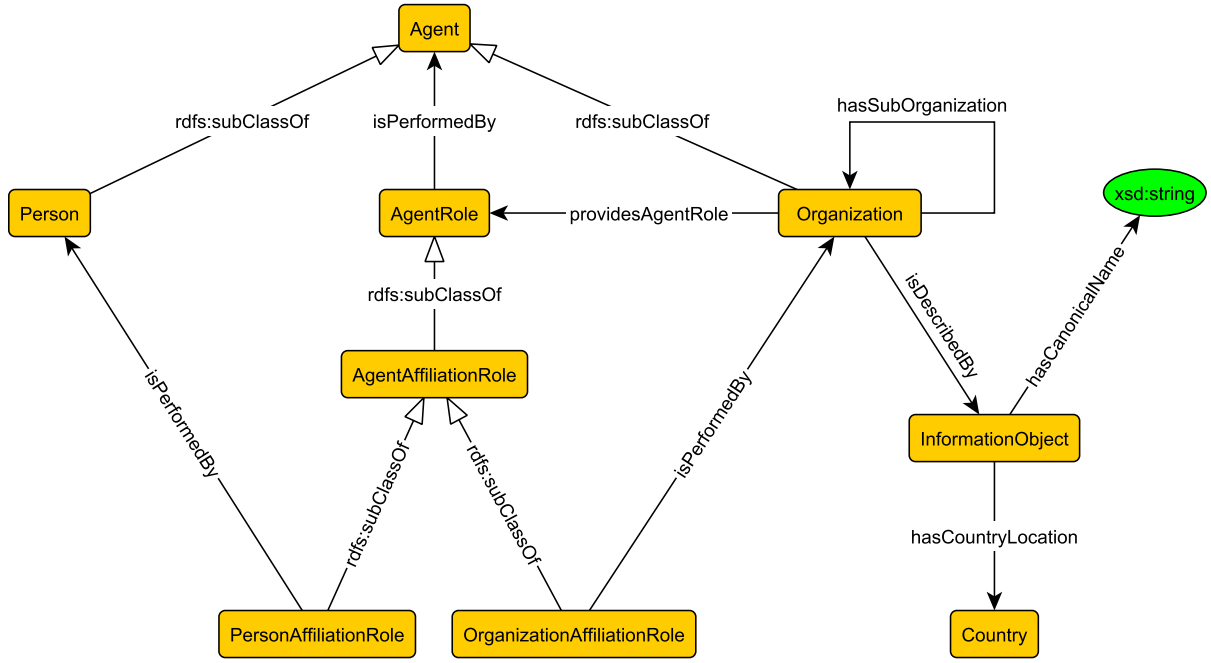 Agent
rdfs:subClassOf
isPerformedBy
rdfs:subClassOf
hasSubOrganization
Person
AgentRole
providesAgentRole
Organization
xsd:string
rdfs:subClassOf
isDescribedBy
hasCanonicalName
AgentAffiliationRole
isPerformedBy
rdfs:subClassOf
rdfs:subClassOf
isPerformedBy
InformationObject
hasCountryLocation
PersonAffiliationRole
OrganizationAffiliationRole
Country